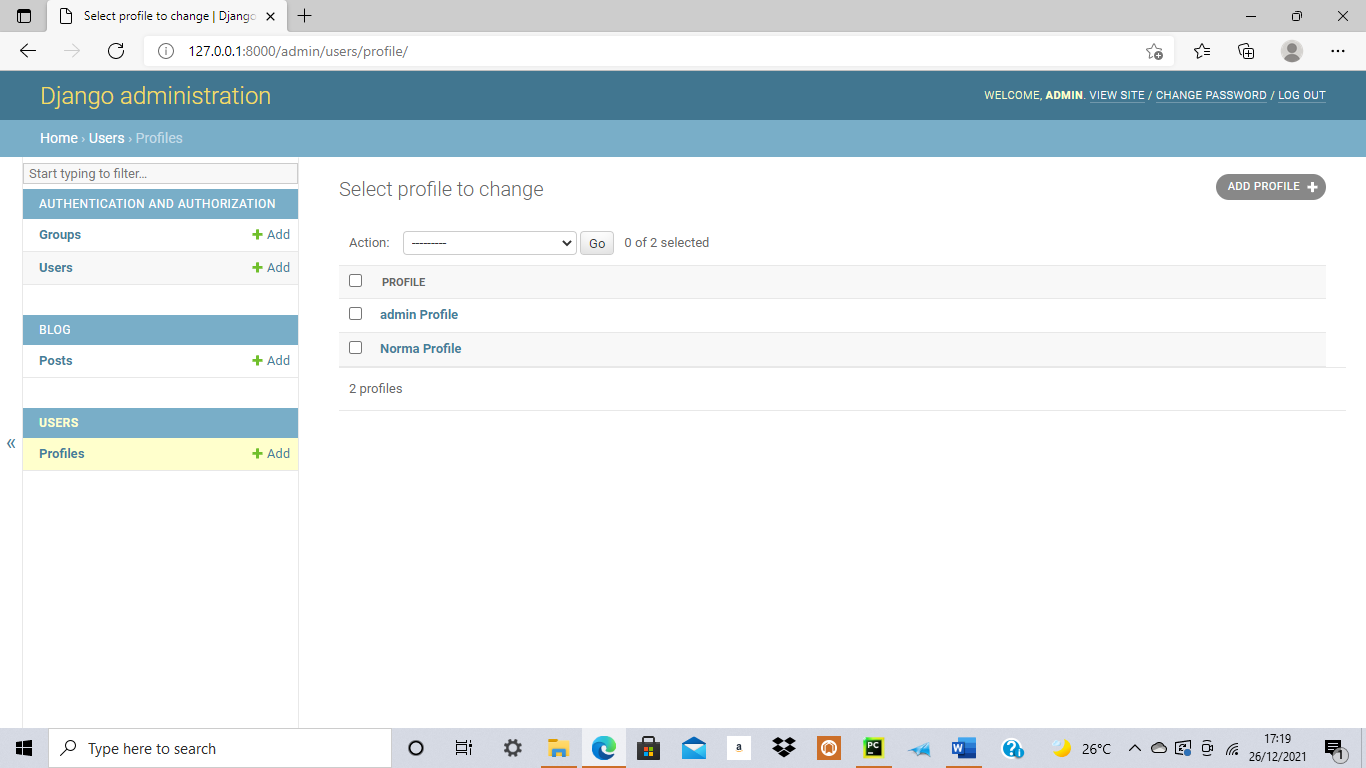 Select profile to change | Djang
127.0.0.1:8000/admin/users/profile/
Django administration
WELCOME, ADMIN. VIEW SITE / CHANGE PASSWORD / LOG OUT
Home › Users › Profiles
Start typing to filter...
AUTHENTICATION AND AUTHORIZATION
Groups + Add
Users + Add
BLOG
Posts + Add
USERS
Profiles + Add
«
Select profile to change
ADD PROFILE +
Action: --------- Go 0 of 2 selected
PROFILE
admin Profile
Norma Profile
2 profiles
Type here to search
a
PC
W
26°C
17:19
26/12/2021
1